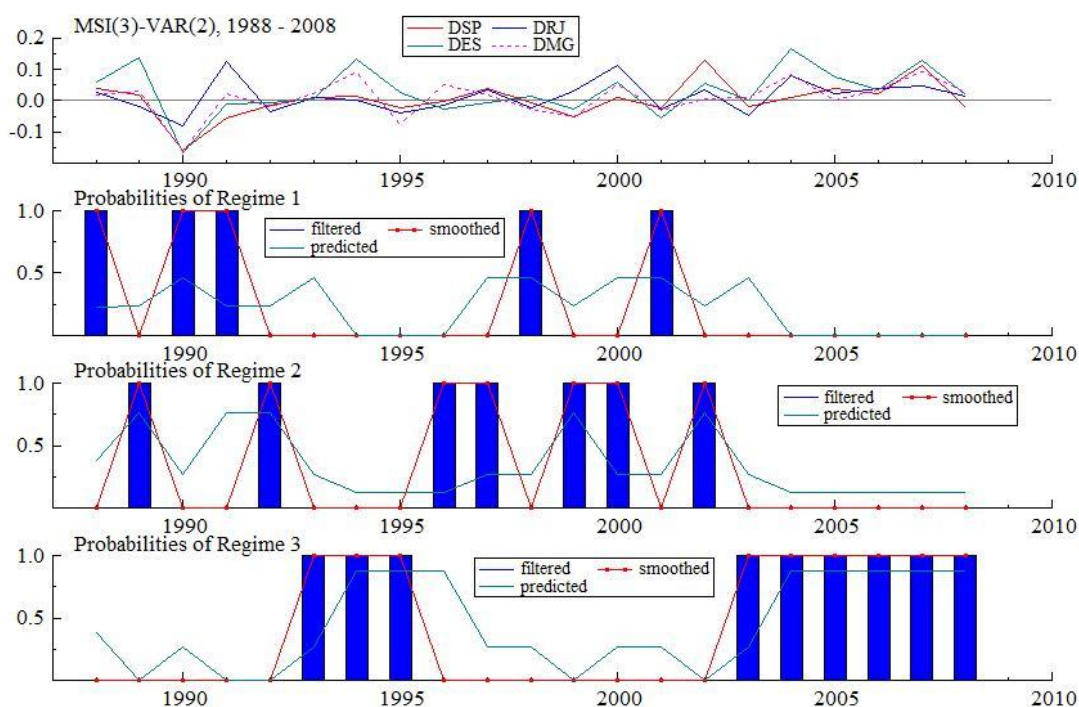 MSI(3)-VAR(2), 1988 - 2008
DSP DRJ
DES DMG
0.2
0.1
0.0
-0.1
1990 1995 2000 2005 2010
Probabilities of Regime 1
filtered smoothed
predicted
1.0
0.5
1990 1995 2000 2005 2010
Probabilities of Regime 2
filtered smoothed
predicted
1.0
0.5
1990 1995 2000 2005 2010
Probabilities of Regime 3
filtered smoothed
predicted
1.0
0.5
1990 1995 2000 2005 2010